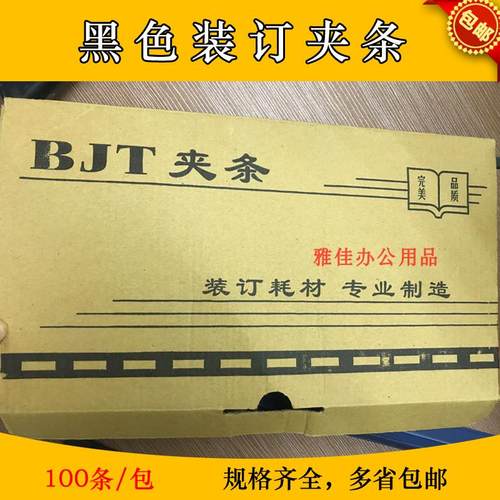 黑色装订夹条
包邮
BJT 夹条
完美 品质
雅佳办公用品
装订耗材 专业制造
100条/包 规格齐全，多省包邮